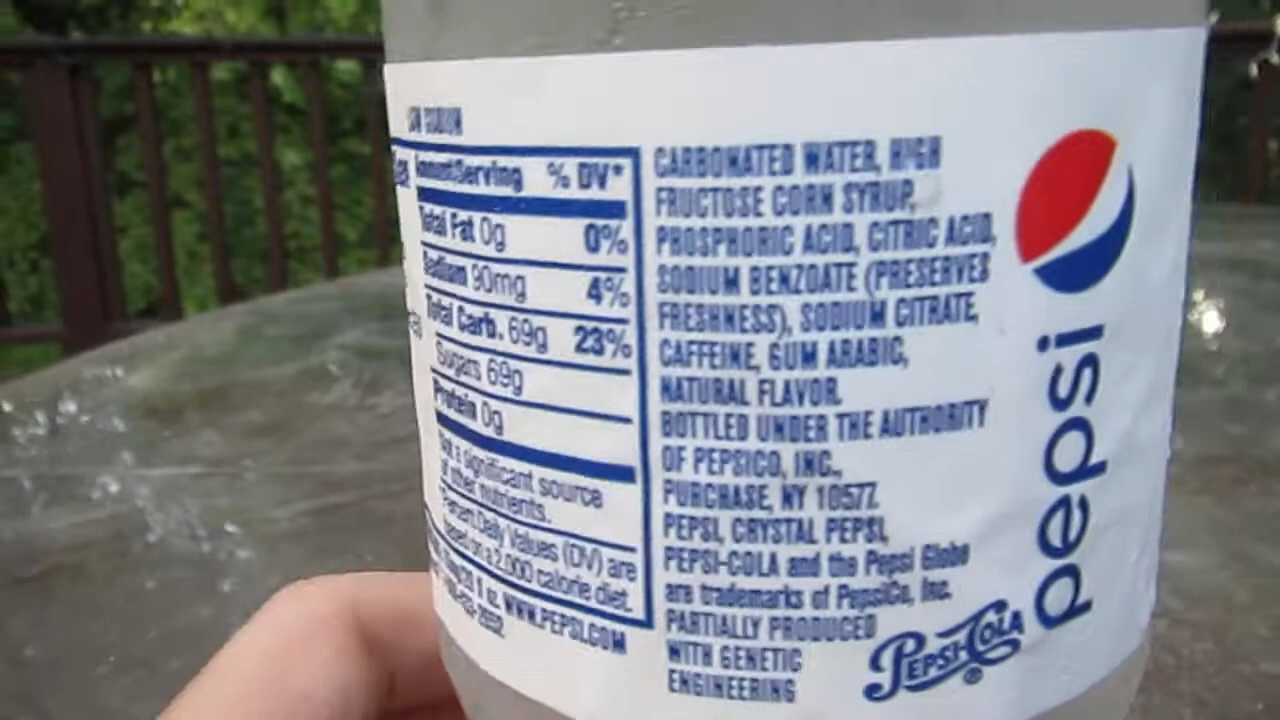 LOW SODIUM
Amount/Serving % DV*
Total Fat 0g 0%
Sodium 90mg 4%
Total Carb. 69g 23%
Sugars 69g
Protein 0g
Not a significant source
of other nutrients.
*Percent Daily Values (DV) are
based on a 2,000 calorie diet.
20 fl oz. WWW.PEPSI.COM
CARBONATED WATER, HIGH
FRUCTOSE CORN SYRUP,
PHOSPHORIC ACID, CITRIC ACID,
SODIUM BENZOATE (PRESERVES
FRESHNESS), SODIUM CITRATE,
CAFFEINE, GUM ARABIC,
NATURAL FLAVOR.
BOTTLED UNDER THE AUTHORITY
OF PEPSICO, INC.,
PURCHASE, NY 10577.
PEPSI, CRYSTAL PEPSI,
PEPSI-COLA and the Pepsi Globe
are trademarks of PepsiCo, Inc.
PARTIALLY PRODUCED
WITH GENETIC
ENGINEERING
pepsi
PEPSI-COLA®